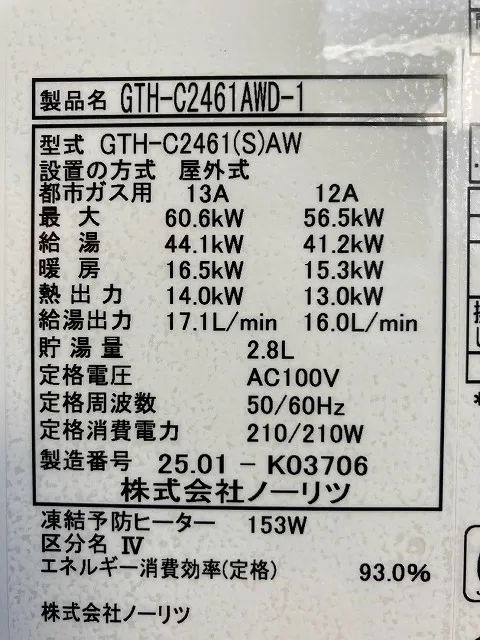 製品名 GTH-C2461AWD-1
型式 GTH-C2461(S)AW
設置の方式 屋外式
都市ガス用 13A 12A
最大 60.6kW 56.5kW
給湯 44.1kW 41.2kW
暖房 16.5kW 15.3kW
熱出力 14.0kW 13.0kW
給湯出力 17.1L/min 16.0L/min
貯湯量 2.8L
定格電圧 AC100V
定格周波数 50/60Hz
定格消費電力 210/210W
製造番号 25.01 - K03706
株式会社ノーリツ
凍結予防ヒーター 153W
区分名 Ⅳ
エネルギー消費効率(定格) 93.0%
株式会社ノーリツ